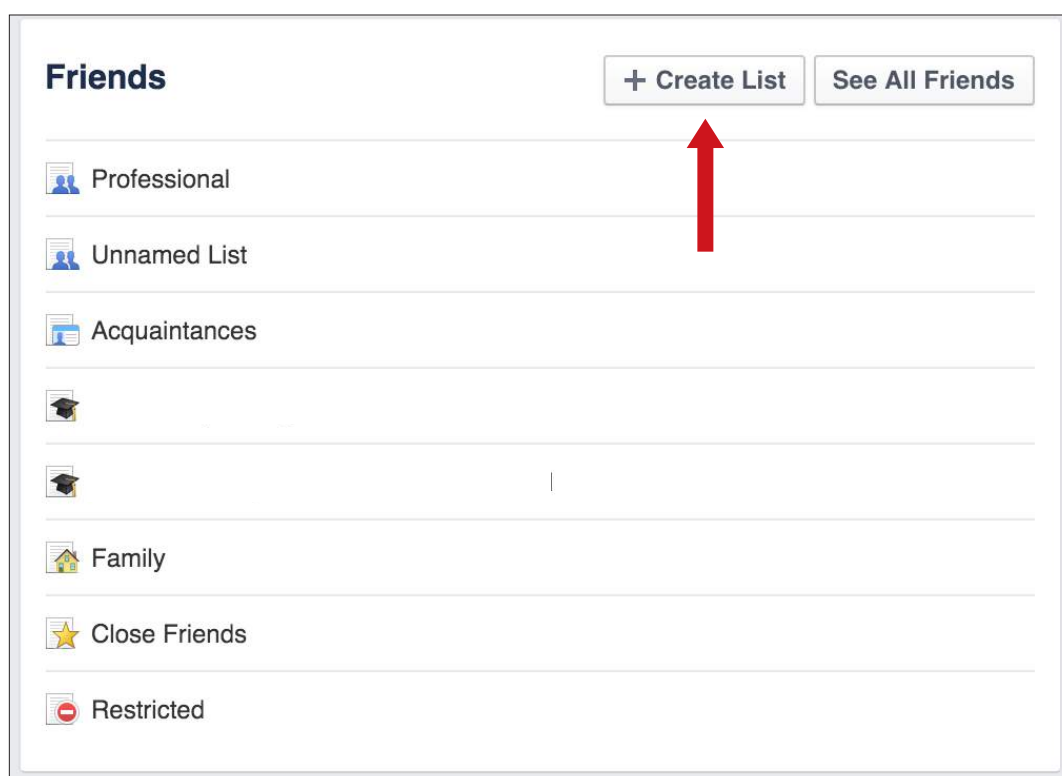 Friends
+ Create List
See All Friends
Professional
Unnamed List
Acquaintances
Family
Close Friends
Restricted